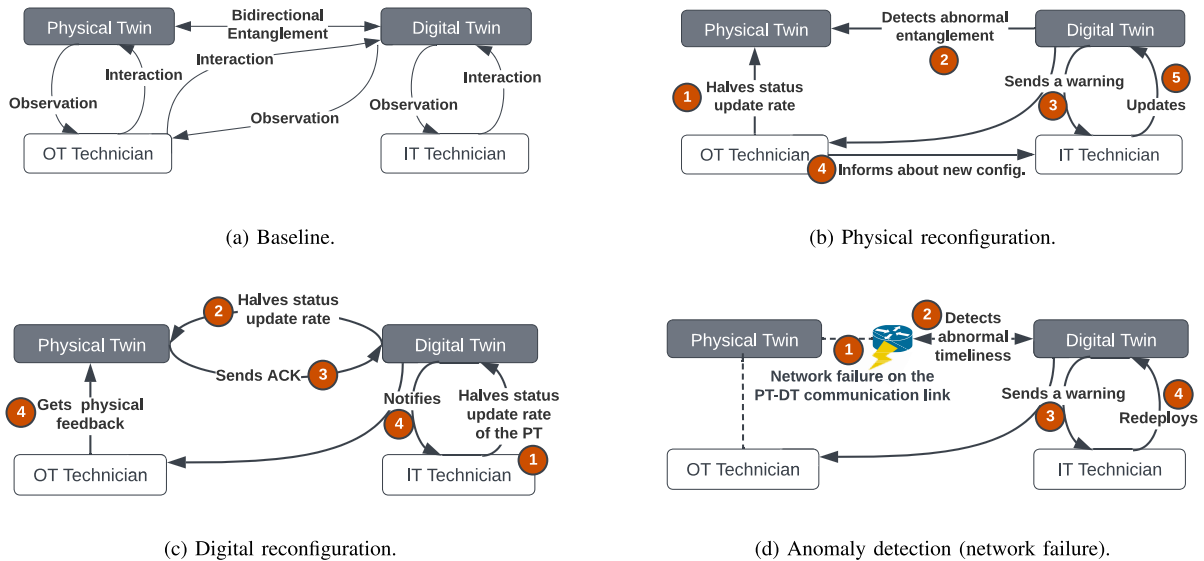 Physical Twin
Bidirectional
Entanglement
Digital Twin
Interaction
Interaction
Interaction
Observation
Observation
Observation
OT Technician
IT Technician
(a) Baseline.
Physical Twin
Detects abnormal
entanglement
2
Digital Twin
1
Halves status
update rate
Sends a warning
3
5
Updates
OT Technician
4
Informs about new config.
IT Technician
(b) Physical reconfiguration.
2
Halves status
update rate
Physical Twin
Digital Twin
Sends ACK
3
4
Gets physical
feedback
Notifies
4
Halves status
update rate
of the PT
1
OT Technician
IT Technician
(c) Digital reconfiguration.
Physical Twin
1
2
Detects
abnormal
timeliness
Digital Twin
Network failure on the
PT-DT communication link
Sends a warning
3
4
Redeploys
OT Technician
IT Technician
(d) Anomaly detection (network failure).